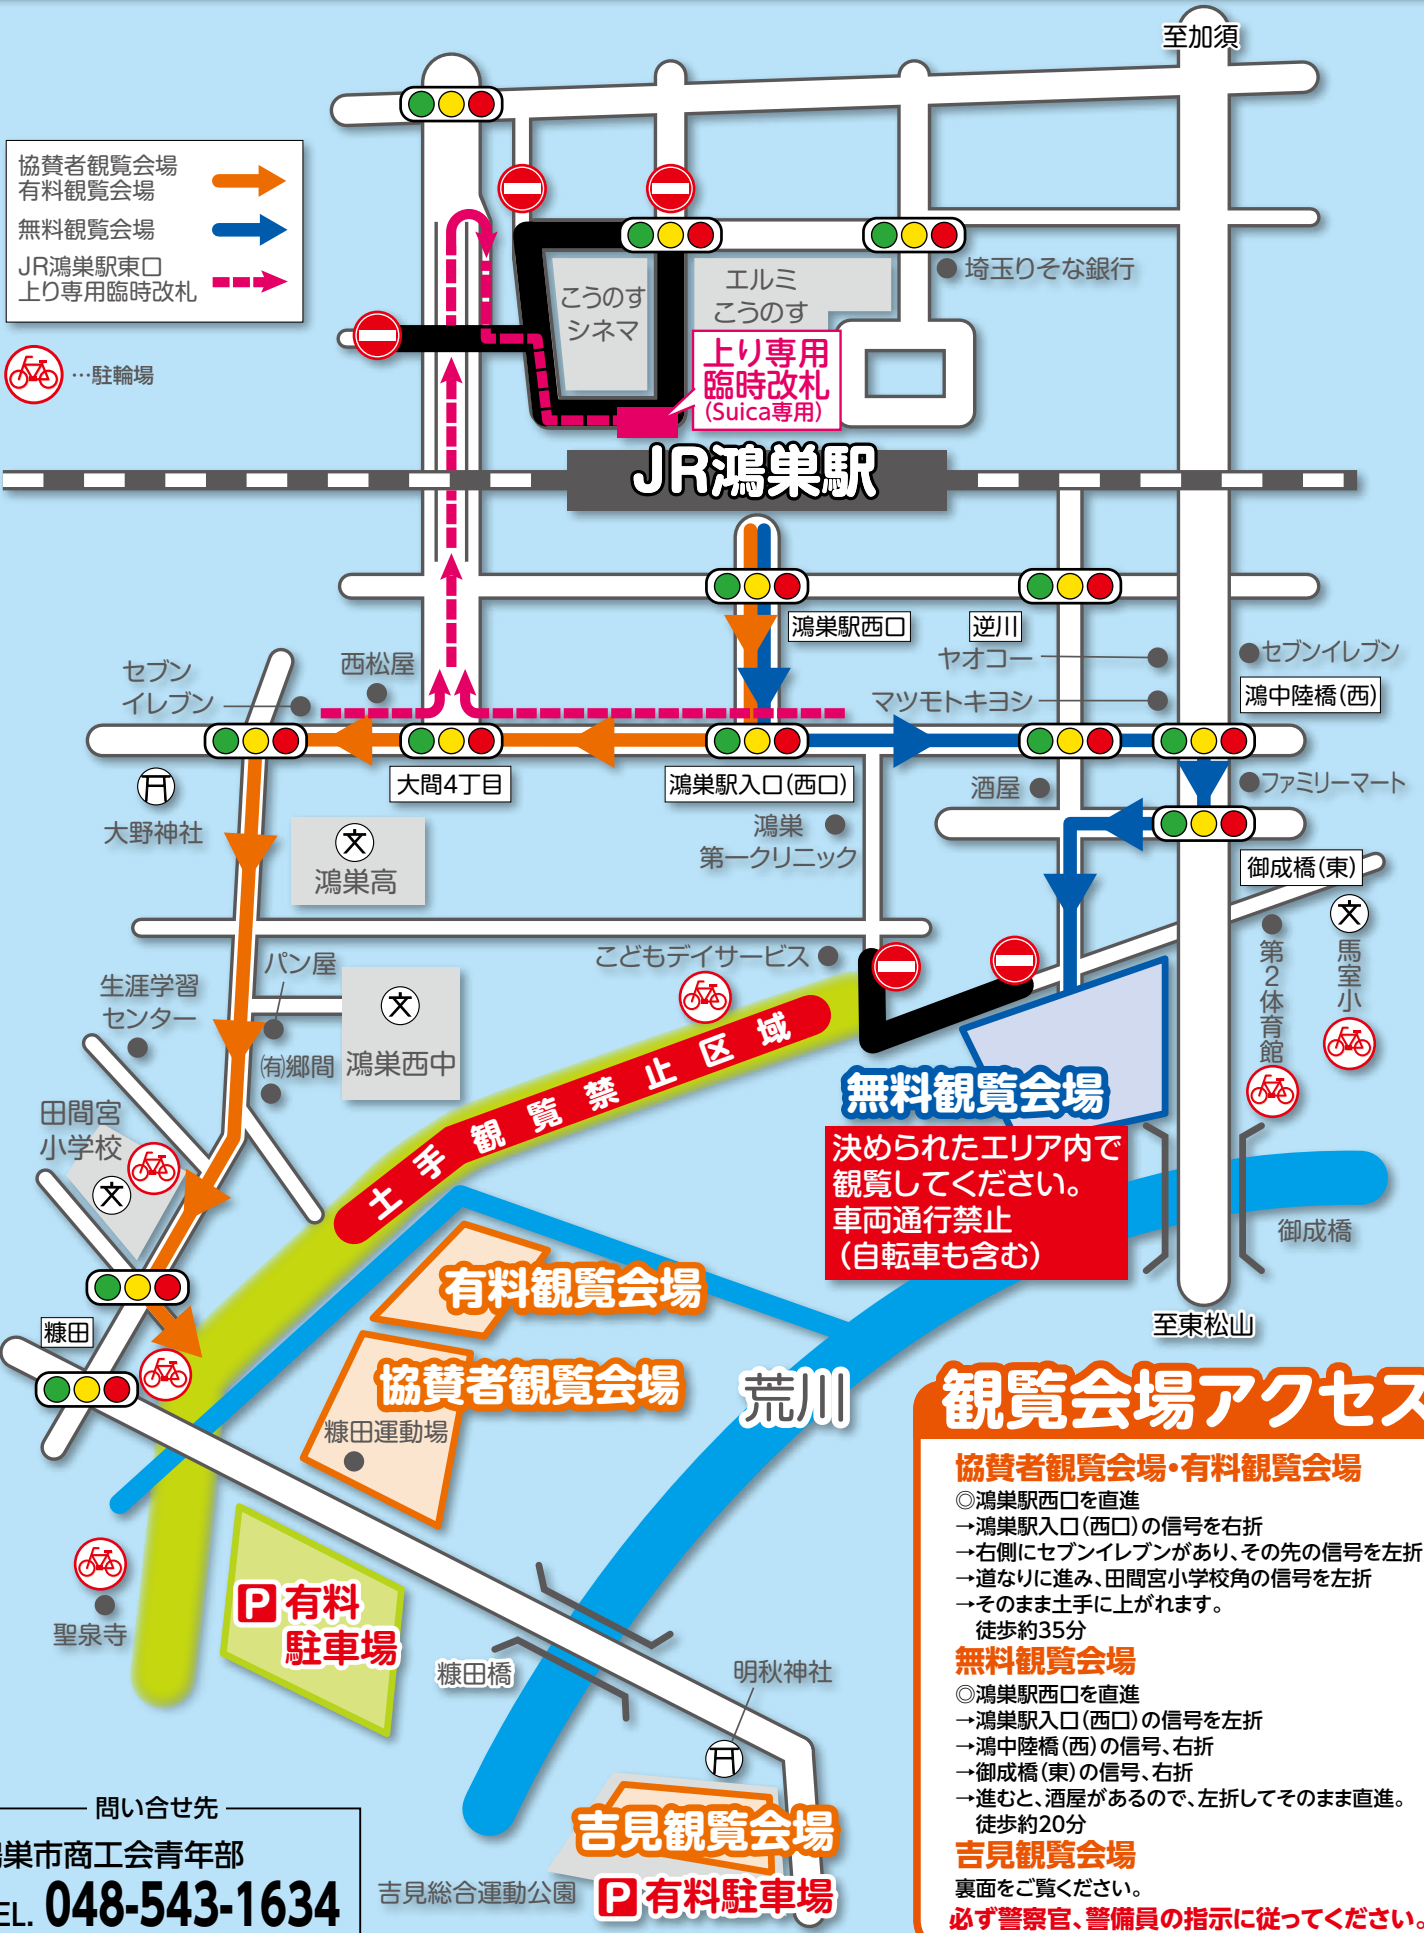 至加須
協賛者観覧会場
有料観覧会場
無料観覧会場
JR鴻巣駅東口
上り専用臨時改札
…駐輪場
こうのす
シネマ
エルミ
こうのす
埼玉りそな銀行
上り専用
臨時改札
(Suica専用)
JR鴻巣駅
鴻巣駅西口
逆川
ヤオコー
セブンイレブン
マツモトキヨシ
鴻中陸橋(西)
セブン
イレブン
西松屋
大間4丁目
鴻巣駅入口(西口)
酒屋
ファミリーマート
大野神社
文
鴻巣高
鴻巣
第一クリニック
御成橋(東)
文
馬室小
第2体育館
こどもデイサービス
パン屋
生涯学習
センター
文
鴻巣西中
(有)郷間
田間宮
小学校
文
土手観覧禁止区域
無料観覧会場
決められたエリア内で
観覧してください。
車両通行禁止
(自転車も含む)
御成橋
至東松山
有料観覧会場
協賛者観覧会場
糠田運動場
糠田
荒川
聖泉寺
P有料
駐車場
糠田橋
明秋神社
吉見観覧会場
吉見総合運動公園
P有料駐車場
問い合せ先
巣市商工会青年部
EL. 048-543-1634
観覧会場アクセス
協賛者観覧会場・有料観覧会場
◎鴻巣駅西口を直進
→鴻巣駅入口(西口)の信号を右折
→右側にセブンイレブンがあり、その先の信号を左折
→道なりに進み、田間宮小学校角の信号を左折
→そのまま土手に上がれます。
徒歩約35分
無料観覧会場
◎鴻巣駅西口を直進
→鴻巣駅入口(西口)の信号を左折
→鴻中陸橋(西)の信号、右折
→御成橋(東)の信号、右折
→進むと、酒屋があるので、左折してそのまま直進。
徒歩約20分
吉見観覧会場
裏面をご覧ください。
必ず警察官、警備員の指示に従ってください。